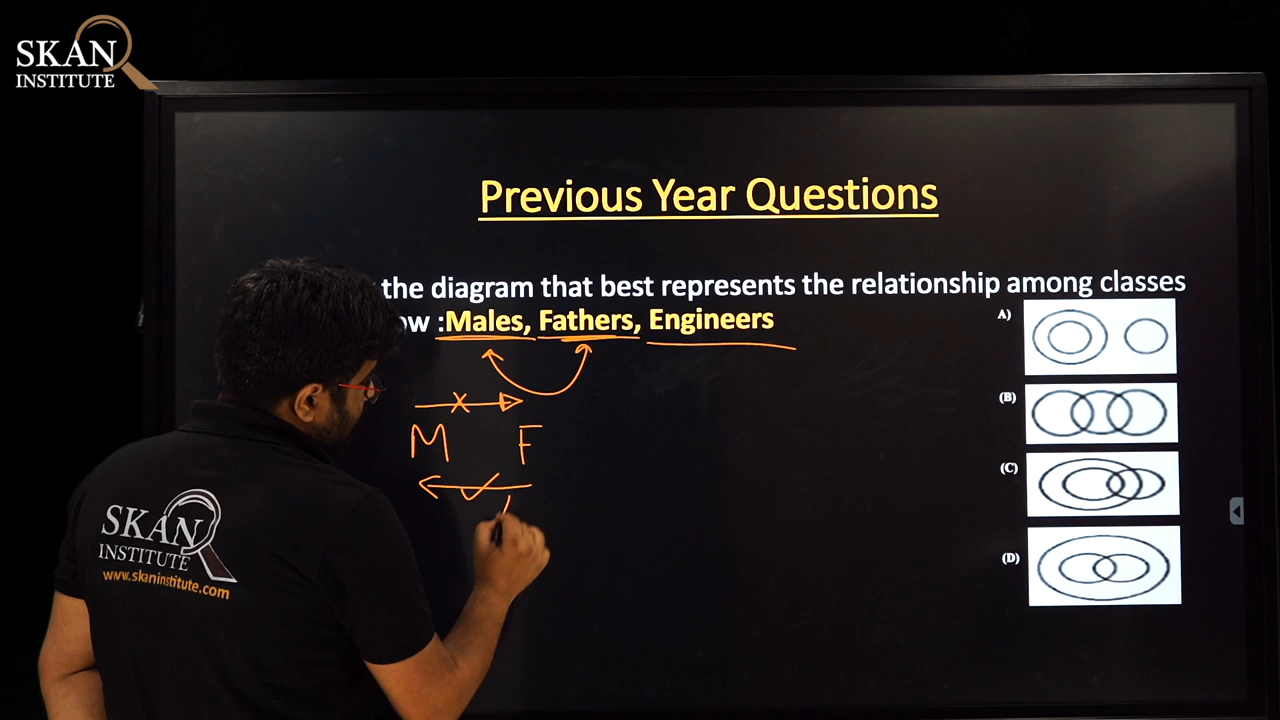 SKAN
INSTITUTE
Previous Year Questions
the diagram that best represents the relationship among classes
:Males, Fathers, Engineers
A)
(B)
(C)
(D)
M F
SKAN
INSTITUTE
www.skaninstitute.com